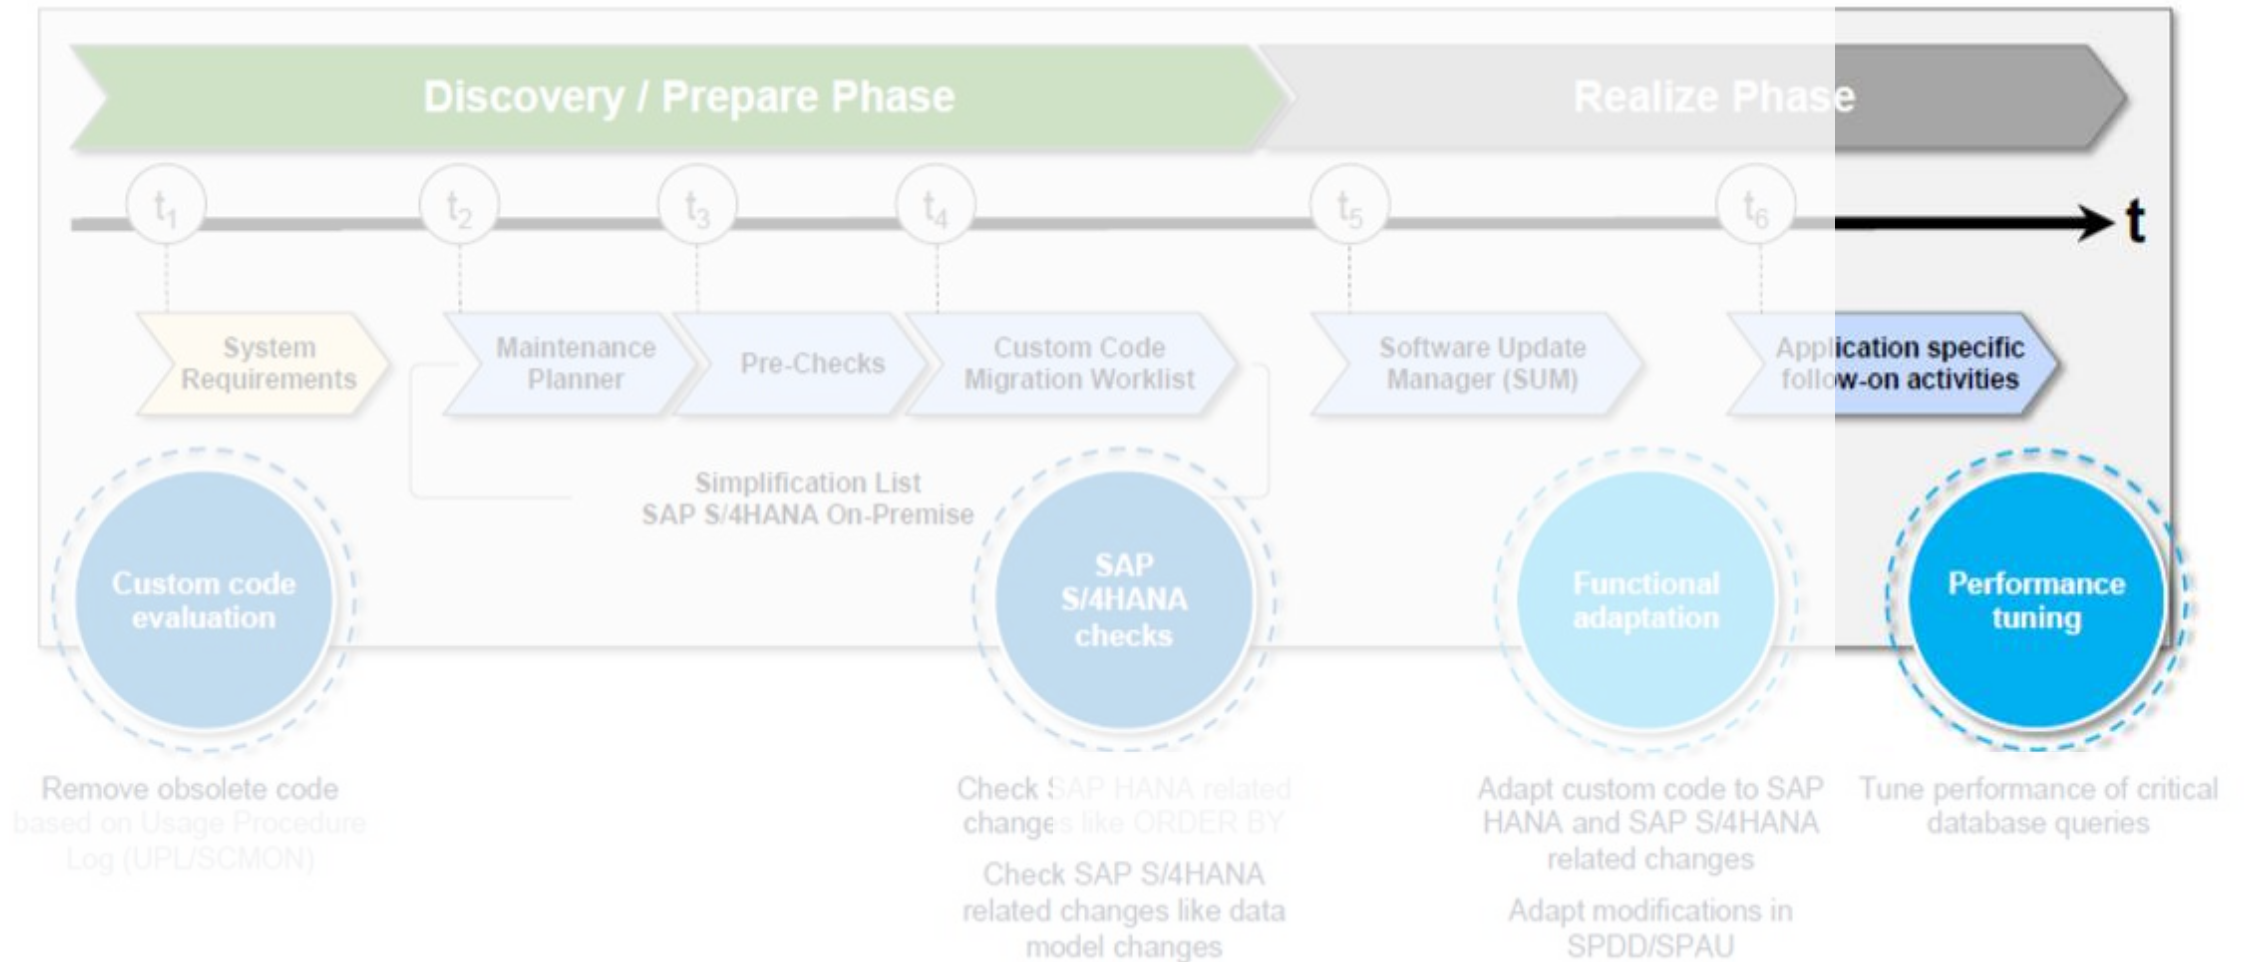 Discovery / Prepare Phase
Realize Phase
t1
t2
t3
t4
t5
t6
t
System
Requirements
Maintenance
Planner
Pre-Checks
Custom Code
Migration Worklist
Software Update
Manager (SUM)
Application specific
follow-on activities
Simplification List
SAP S/4HANA On-Premise
Custom code
evaluation
SAP
S/4HANA
checks
Functional
adaptation
Performance
tuning
Remove obsolete code
based on Usage Procedure
Log (UPL/SCMON)
Check SAP HANA related
changes like ORDER BY
Check SAP S/4HANA
related changes like data
model changes
Adapt custom code to SAP
HANA and SAP S/4HANA
related changes
Adapt modifications in
SPDD/SPAU
Tune performance of critical
database queries